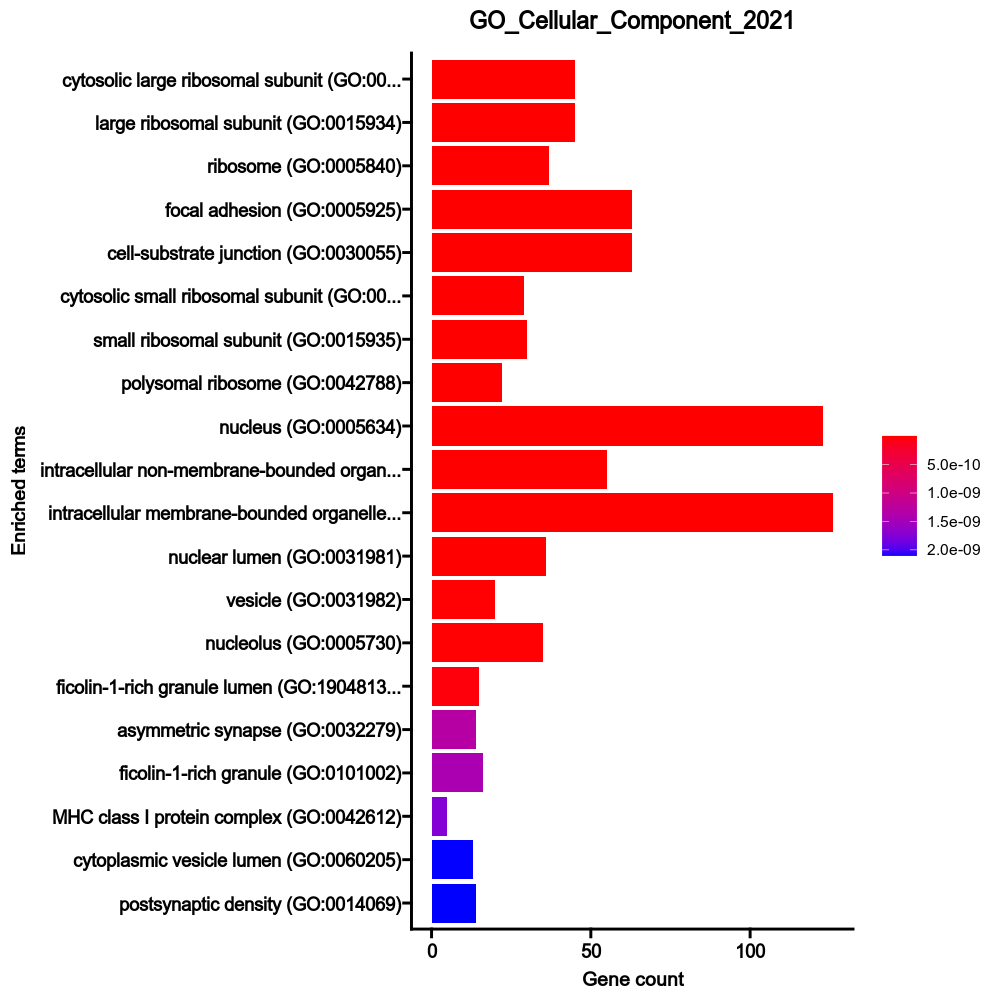 GO_Cellular_Component_2021
cytosolic large ribosomal subunit (GO:00...
large ribosomal subunit (GO:0015934)
ribosome (GO:0005840)
focal adhesion (GO:0005925)
cell-substrate junction (GO:0030055)
cytosolic small ribosomal subunit (GO:00...
small ribosomal subunit (GO:0015935)
polysomal ribosome (GO:0042788)
nucleus (GO:0005634)
intracellular non-membrane-bounded organ...
intracellular membrane-bounded organelle...
nuclear lumen (GO:0031981)
vesicle (GO:0031982)
nucleolus (GO:0005730)
ficolin-1-rich granule lumen (GO:1904813...
asymmetric synapse (GO:0032279)
ficolin-1-rich granule (GO:0101002)
MHC class I protein complex (GO:0042612)
cytoplasmic vesicle lumen (GO:0060205)
postsynaptic density (GO:0014069)
Enriched terms
0 50 100
Gene count
5.0e-10
1.0e-09
1.5e-09
2.0e-09